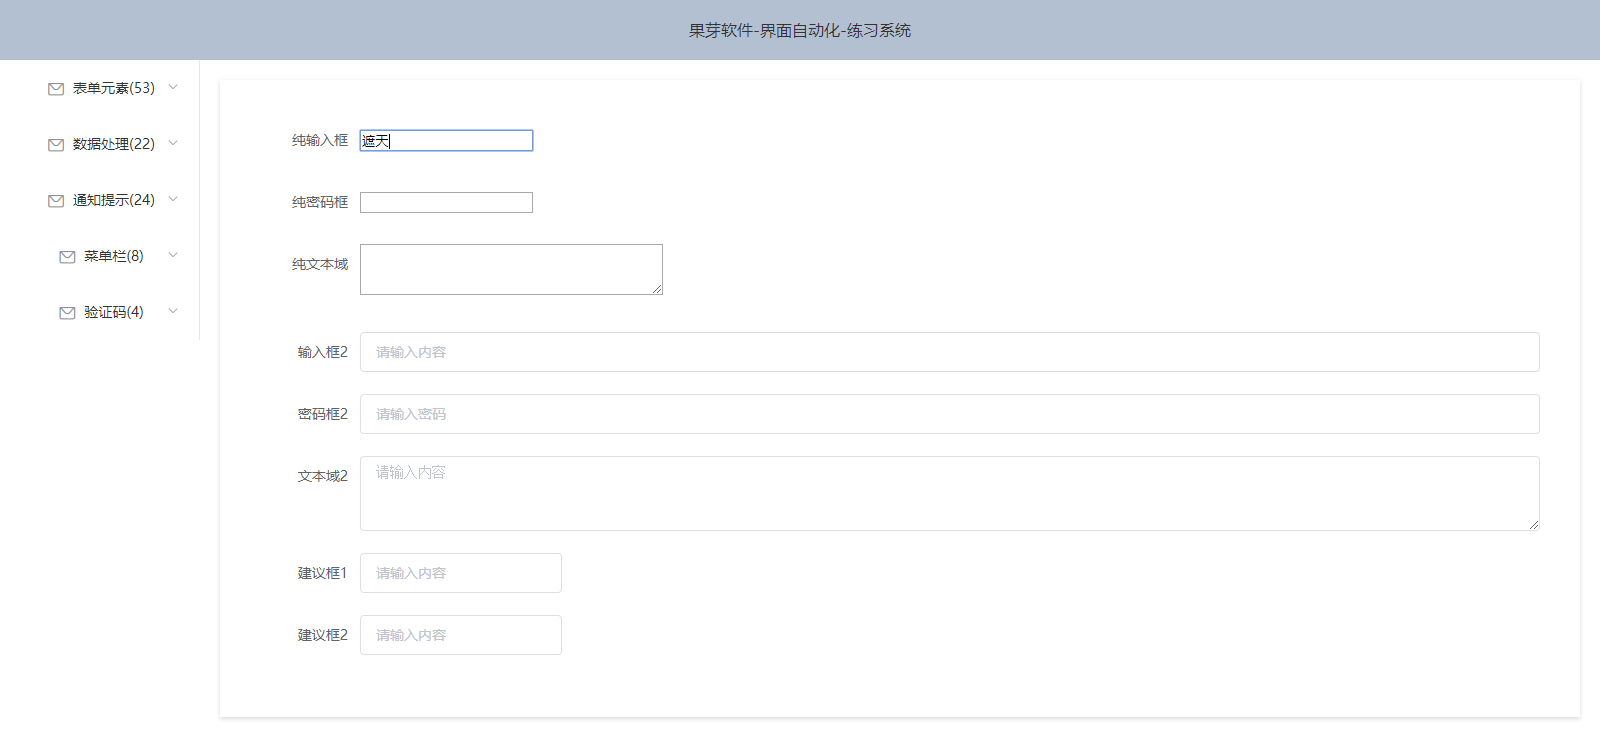 果芽软件-界面自动化-练习系统
表单元素(53)
数据处理(22)
通知提示(24)
菜单栏(8)
验证码(4)
纯输入框 遮天
纯密码框
纯文本域
输入框2 请输入内容
密码框2 请输入密码
文本域2 请输入内容
建议框1 请输入内容
建议框2 请输入内容